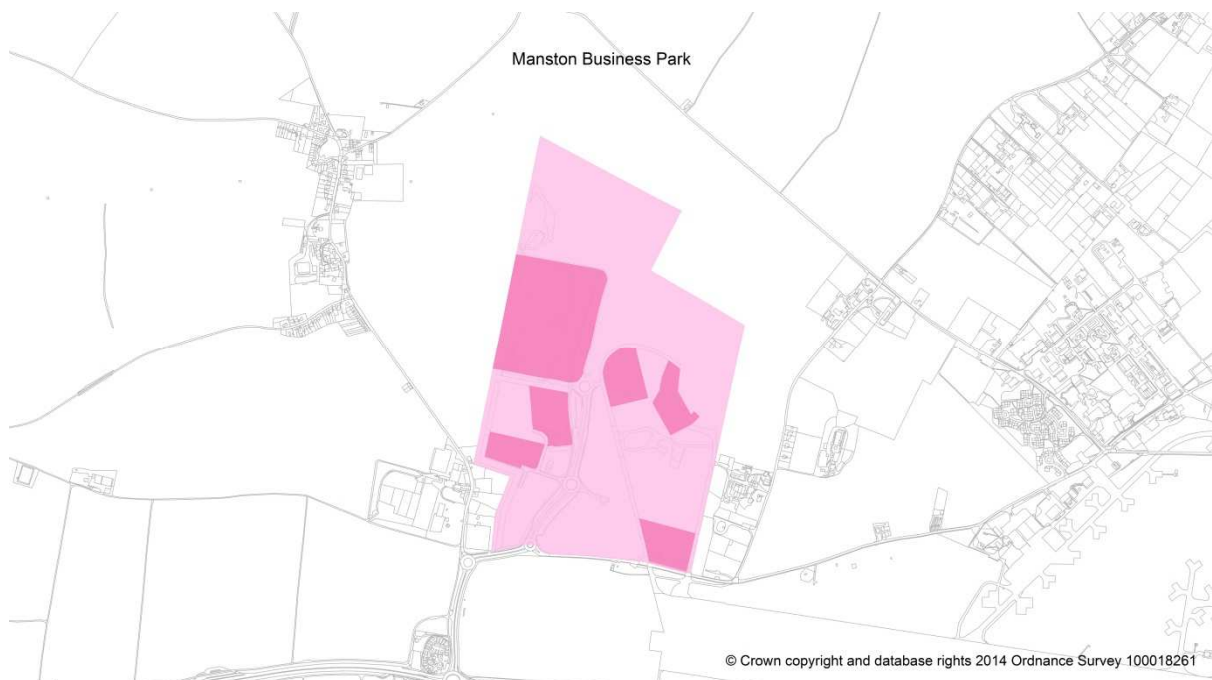 Manston Business Park
© Crown copyright and database rights 2014 Ordnance Survey 100018261